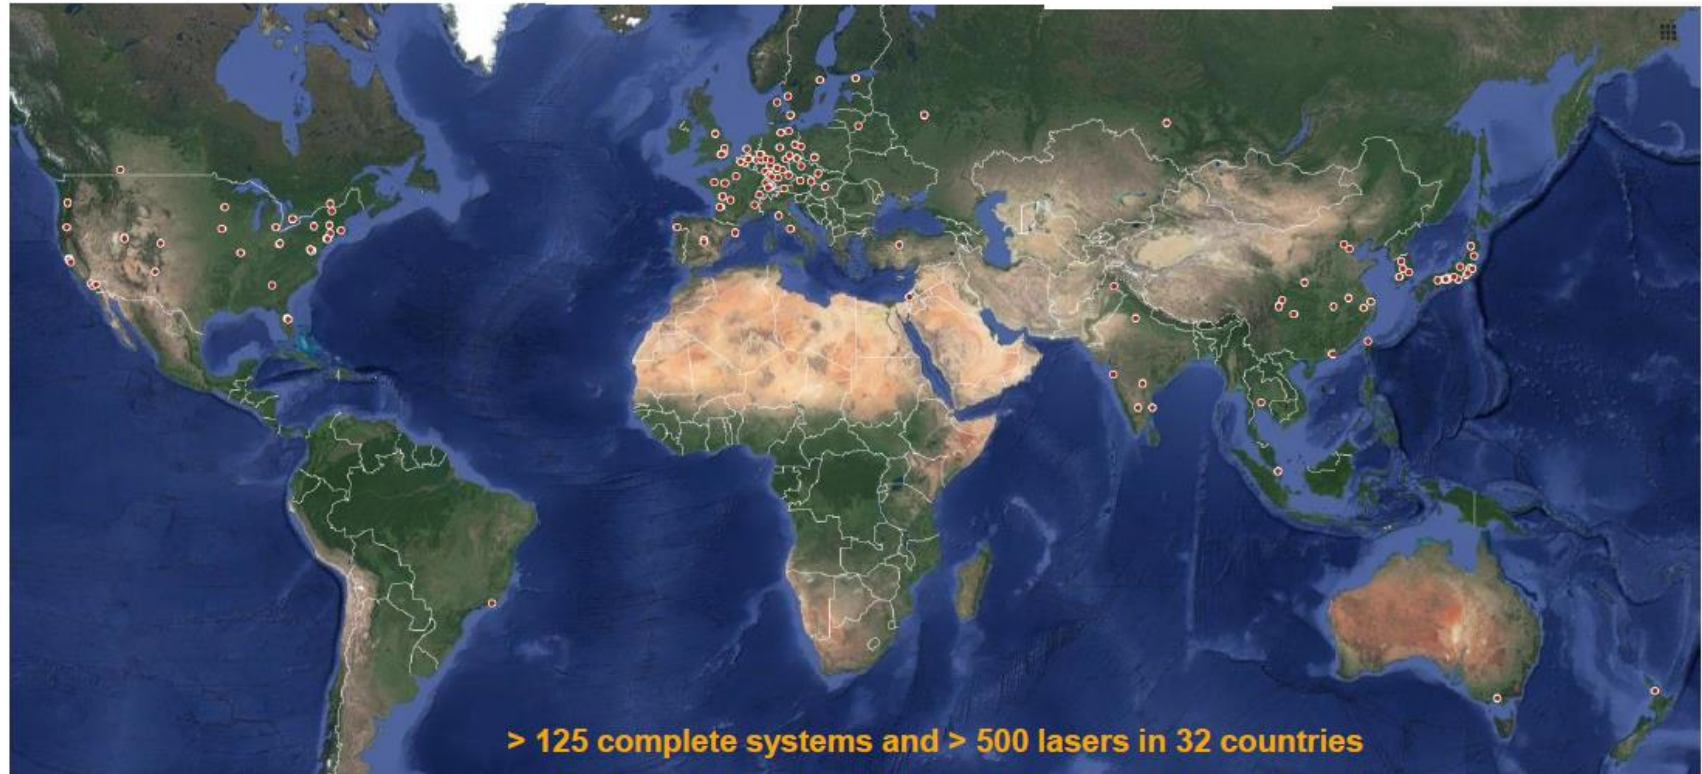 > 125 complete systems and > 500 lasers in 32 countries